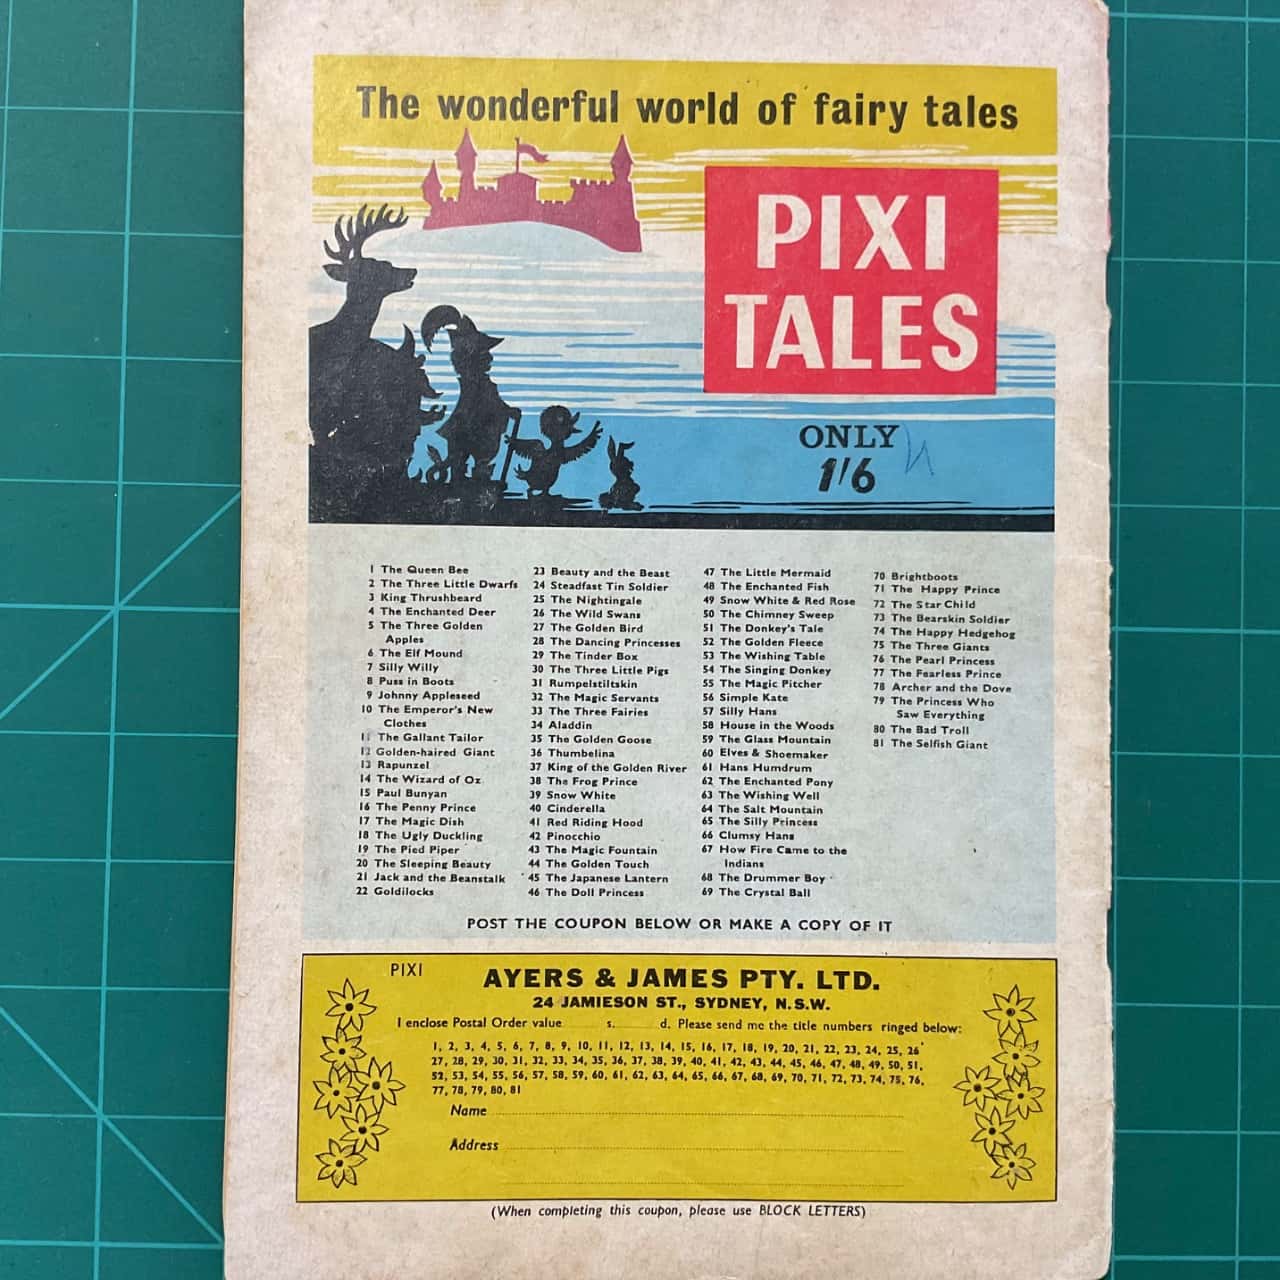 The wonderful world of fairy tales
PIXI
TALES
ONLY
1/6
1 The Queen Bee
2 The Three Little Dwarfs
3 King Thrushbeard
4 The Enchanted Deer
5 The Three Golden
Apples
6 The Elf Mound
7 Silly Willy
8 Puss in Boots
9 Johnny Appleseed
10 The Emperor's New
Clothes
11 The Gallant Tailor
12 Golden-haired Giant
13 Rapunzel
14 The Wizard of Oz
15 Paul Bunyan
16 The Penny Prince
17 The Magic Dish
18 The Ugly Duckling
19 The Pied Piper
20 The Sleeping Beauty
21 Jack and the Beanstalk
22 Goldilocks
23 Beauty and the Beast
24 Steadfast Tin Soldier
25 The Nightingale
26 The Wild Swans
27 The Golden Bird
28 The Dancing Princesses
29 The Tinder Box
30 The Three Little Pigs
31 Rumpelstiltskin
32 The Magic Servants
33 The Three Fairies
34 Aladdin
35 The Golden Goose
36 Thumbelina
37 King of the Golden River
38 The Frog Prince
39 Snow White
40 Cinderella
41 Red Riding Hood
42 Pinocchio
43 The Magic Fountain
44 The Golden Touch
45 The Japanese Lantern
46 The Doll Princess
47 The Little Mermaid
48 The Enchanted Fish
49 Snow White & Red Rose
50 The Chimney Sweep
51 The Donkey's Tale
52 The Golden Fleece
53 The Wishing Table
54 The Singing Donkey
55 The Magic Pitcher
56 Simple Kate
57 Silly Hans
58 House in the Woods
59 The Glass Mountain
60 Elves & Shoemaker
61 Hans Humdrum
62 The Enchanted Pony
63 The Wishing Well
64 The Salt Mountain
65 The Silly Princess
66 Clumsy Hans
67 How Fire Came to the
Indians
68 The Drummer Boy
69 The Crystal Ball
70 Brightboots
71 The Happy Prince
72 The Star Child
73 The Bearskin Soldier
74 The Happy Hedgehog
75 The Three Giants
76 The Pearl Princess
77 The Fearless Prince
78 Archer and the Dove
79 The Princess Who
Saw Everything
80 The Bad Troll
81 The Selfish Giant
POST THE COUPON BELOW OR MAKE A COPY OF IT
PIXI
AYERS & JAMES PTY. LTD.
24 JAMIESON ST., SYDNEY, N.S.W.
I enclose Postal Order value s. d. Please send me the title numbers ringed below:
1, 2, 3, 4, 5, 6, 7, 8, 9, 10, 11, 12, 13, 14, 15, 16, 17, 18, 19, 20, 21, 22, 23, 24, 25, 26
27, 28, 29, 30, 31, 32, 33, 34, 35, 36, 37, 38, 39, 40, 41, 42, 43, 44, 45, 46, 47, 48, 49, 50, 51,
52, 53, 54, 55, 56, 57, 58, 59, 60, 61, 62, 63, 64, 65, 66, 67, 68, 69, 70, 71, 72, 73, 74, 75, 76,
77, 78, 79, 80, 81
Name
Address
(When completing this coupon, please use BLOCK LETTERS)